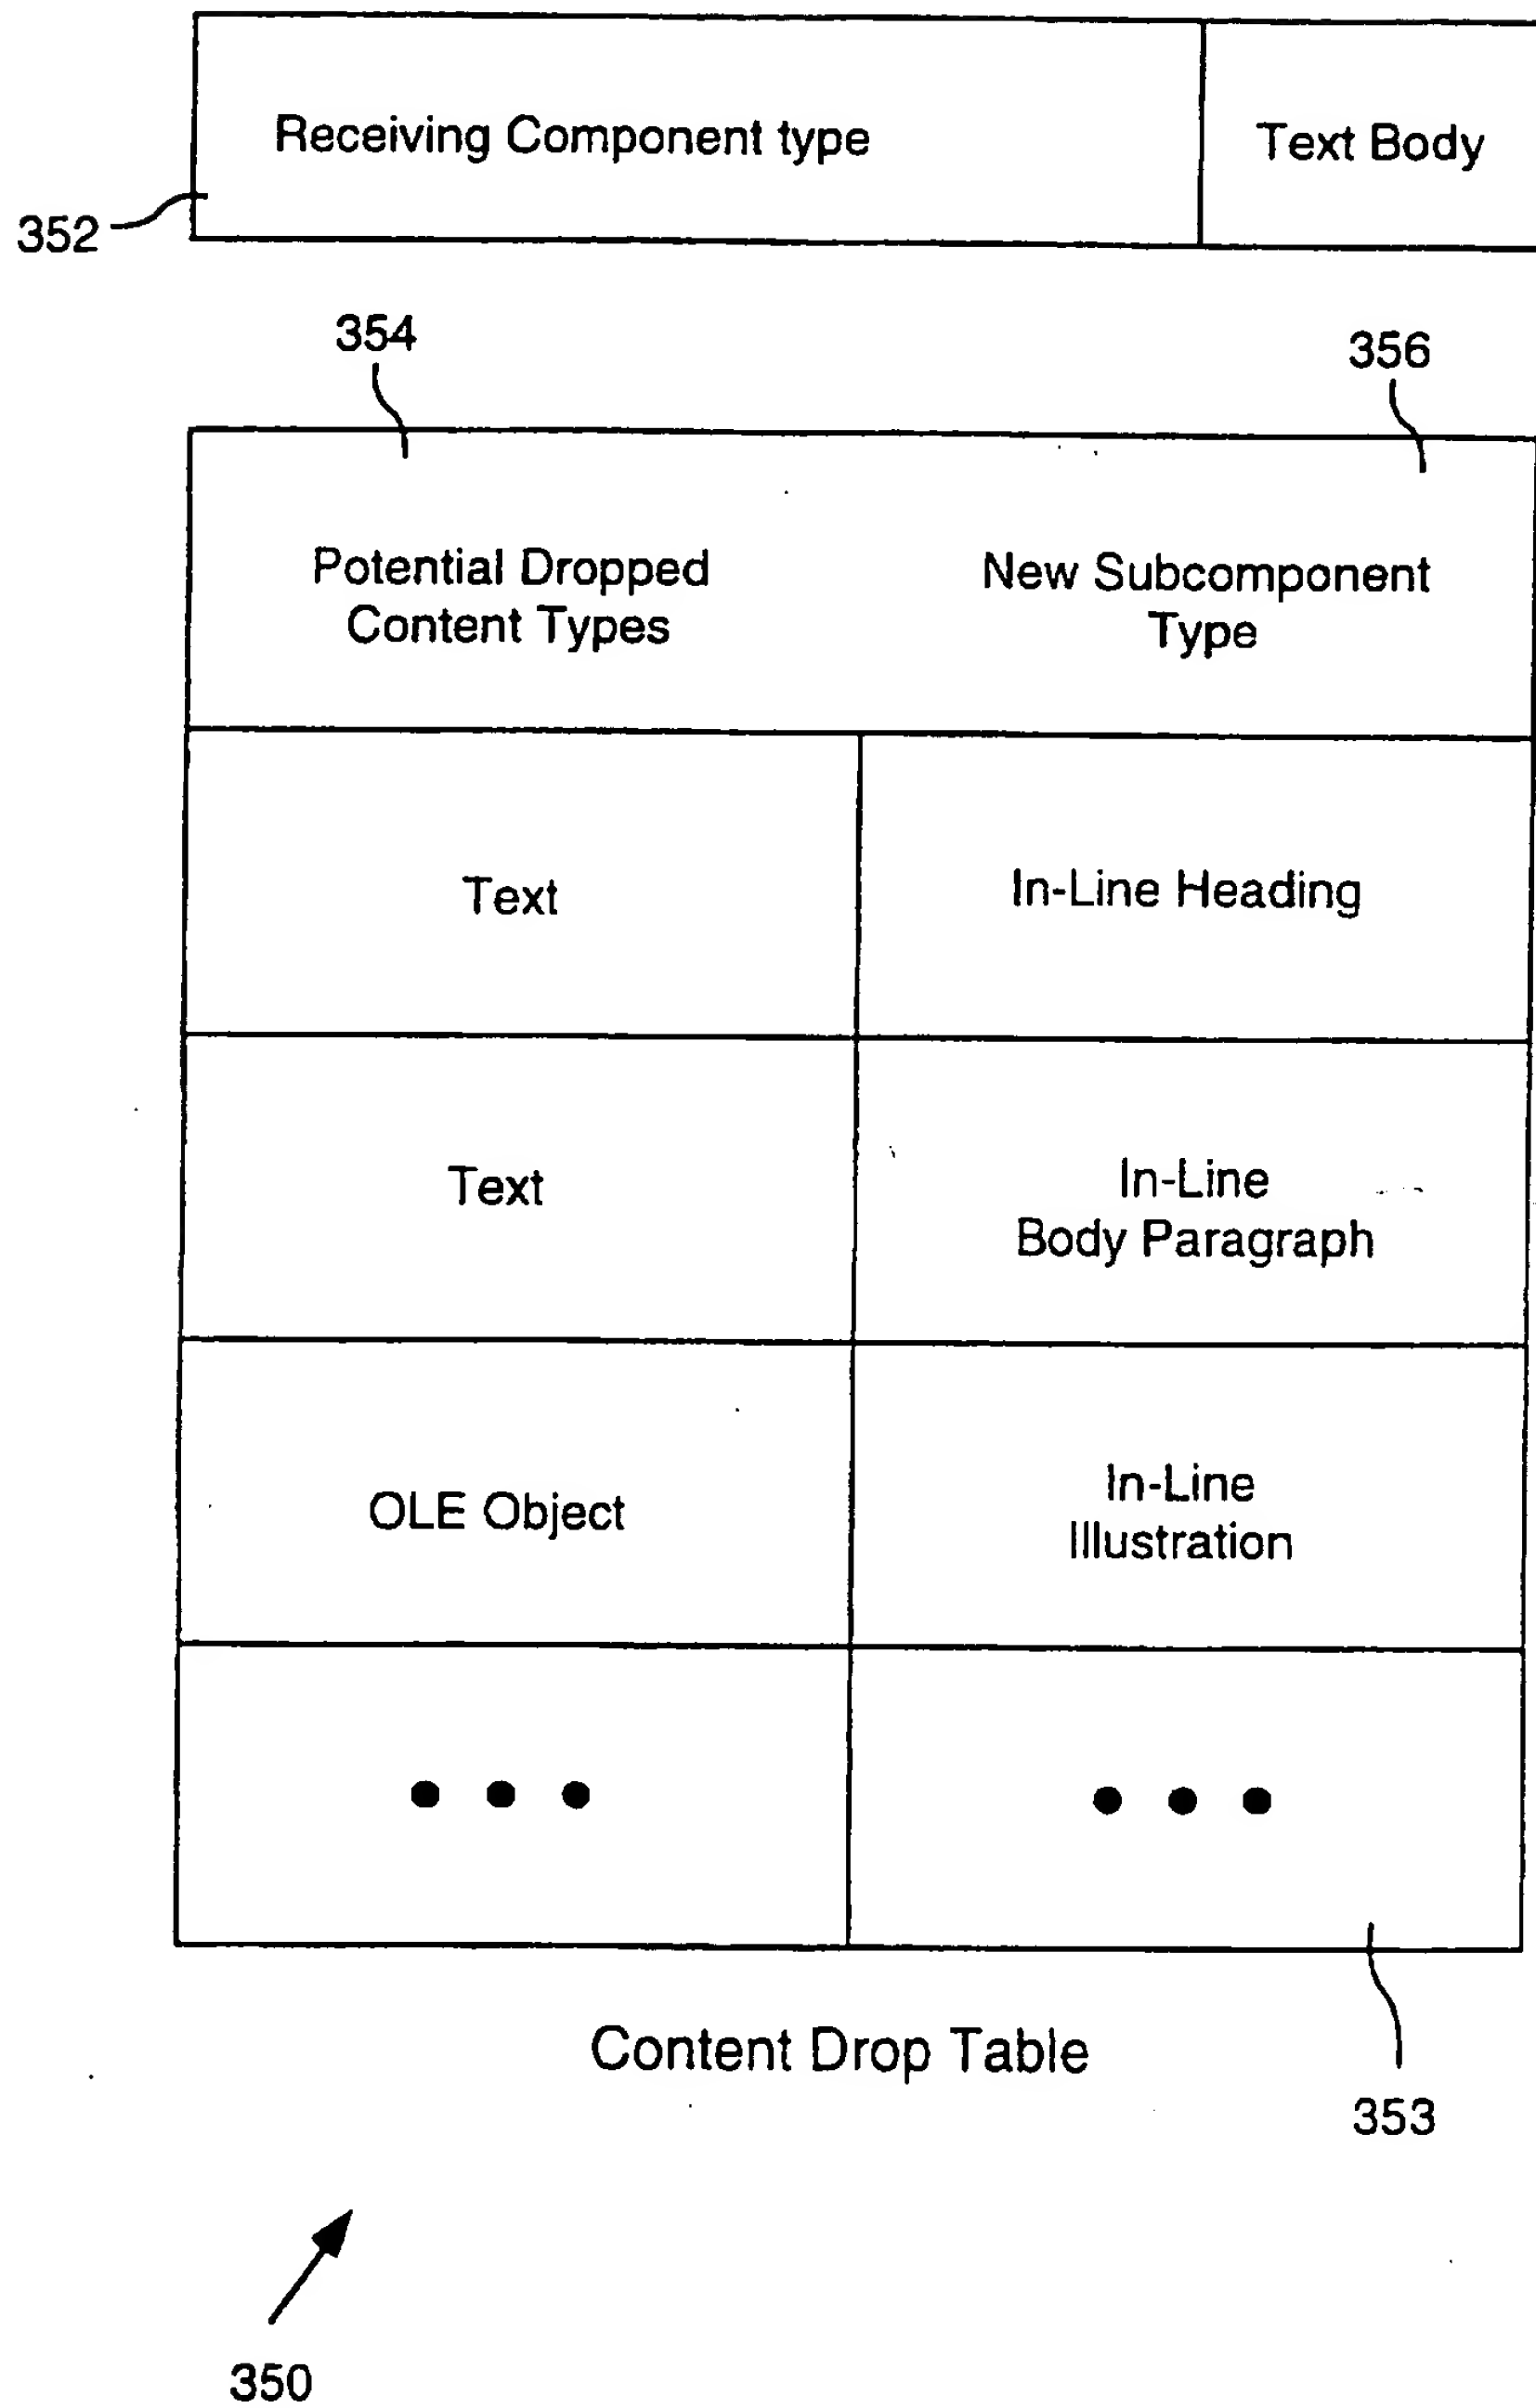 Receiving Component type
Text Body
352
354
356
Potential Dropped
Content Types
New Subcomponent
Type
Text
In-Line Heading
Text
In-Line
Body Paragraph
OLE Object
In-Line
Illustration
Content Drop Table
353
350